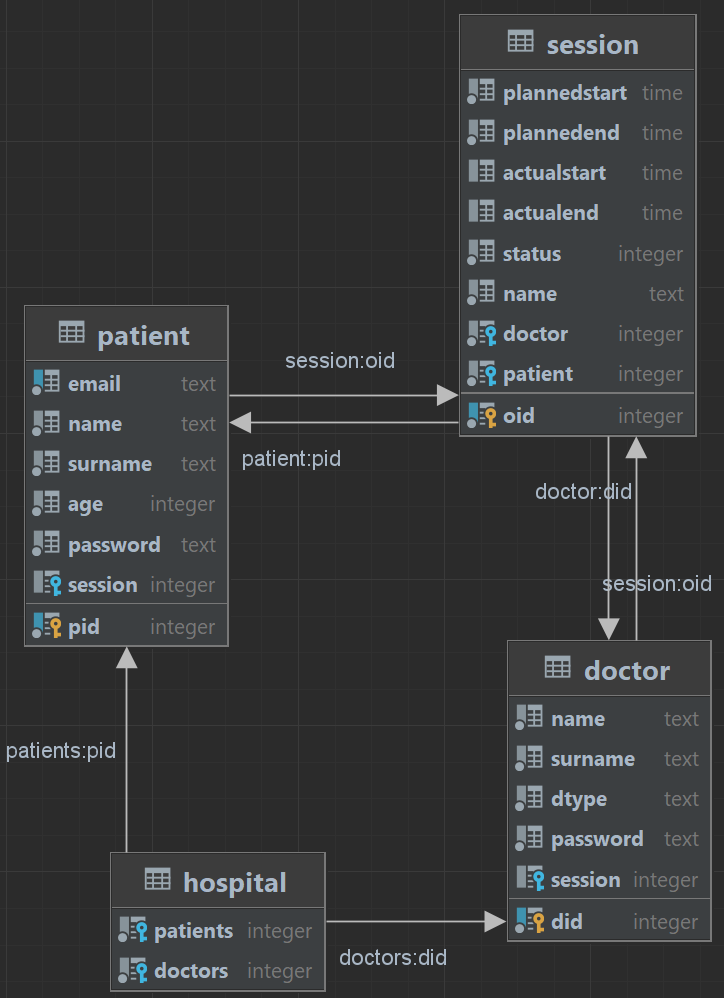 session
plannedstart time
plannedend time
actualstart time
actualend time
status integer
name text
doctor integer
patient integer
oid integer
patient
email text
name text
surname text
age integer
password text
session integer
pid integer
session:oid
patient:pid
doctor:did
session:oid
doctor
name text
surname text
dtype text
password text
session integer
did integer
patients:pid
hospital
patients integer
doctors integer
doctors:did